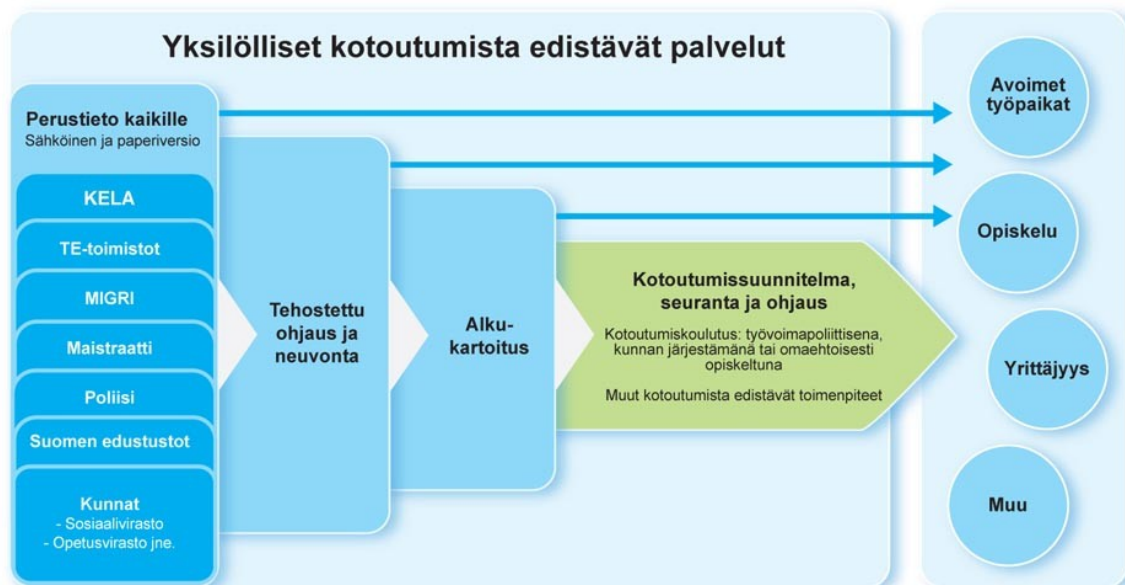 Yksilölliset kotoutumista edistävät palvelut
Perustieto kaikille
Sähköinen ja paperiversio
KELA
TE-toimistot
MIGRI
Maistraatti
Poliisi
Suomen edustustot
Kunnat
- Sosiaalivirasto
- Opetusvirasto jne.
Tehostettu
ohjaus ja
neuvonta
Alku-
kartoitus
Kotoutumissuunnitelma,
seuranta ja ohjaus
Kotoutumiskoulutus: työvoimapoliittisena,
kunnan järjestämänä tai omaehtoisesti
opiskeltuna
Muut kotoutumista edistävät toimenpiteet
Avoimet
työpaikat
Opiskelu
Yrittäjyys
Muu